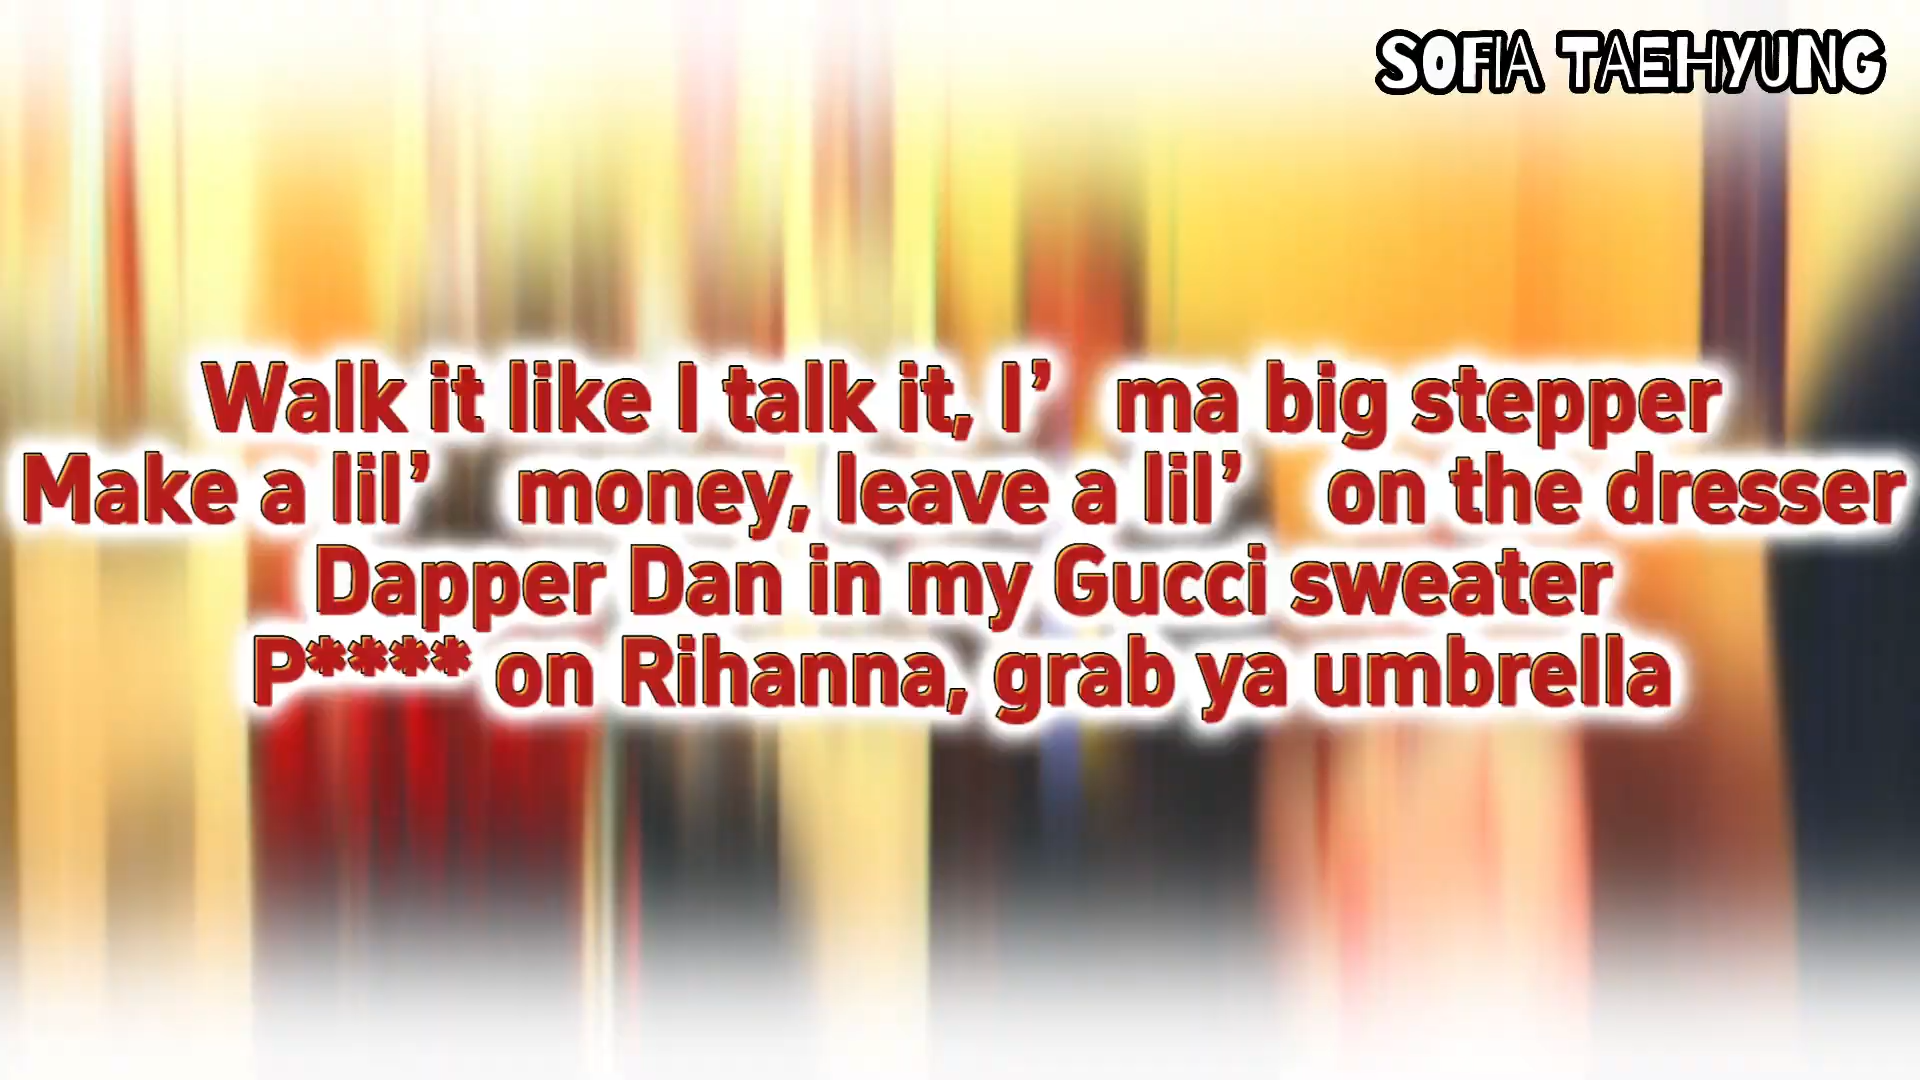 SOFIA TAEHYUNG
Walk it like I talk it, I’ma big stepper
Make a lil’ money, leave a lil’ on the dresser
Dapper Dan in my Gucci sweater
P**** on Rihanna, grab ya umbrella